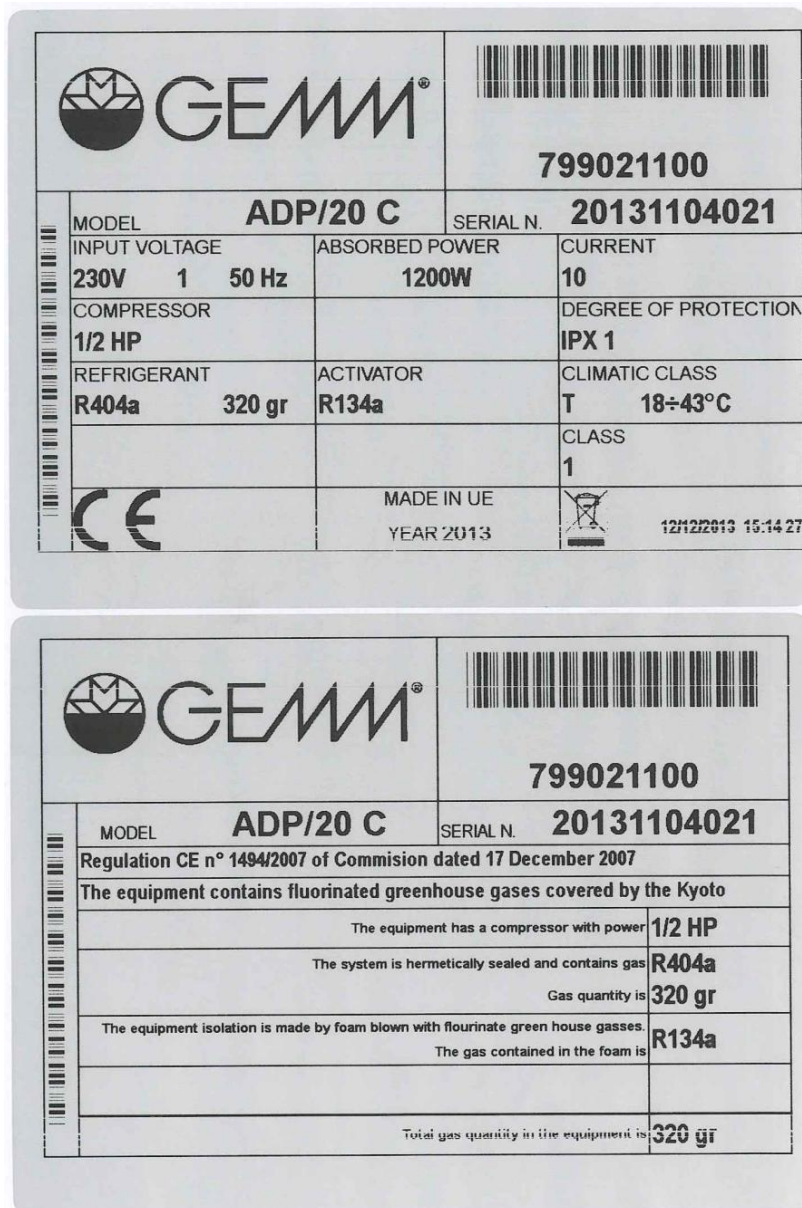 GEMM®
799021100
MODEL ADP/20 C SERIAL N. 20131104021
INPUT VOLTAGE ABSORBED POWER CURRENT
230V 1 50 Hz 1200W 10
COMPRESSOR DEGREE OF PROTECTION
1/2 HP IPX 1
REFRIGERANT ACTIVATOR CLIMATIC CLASS
R404a 320 gr R134a T 18÷43°C
CLASS
1
CE MADE IN UE
YEAR 2013 12/12/2013 15:14:27
GEMM®
799021100
MODEL ADP/20 C SERIAL N. 20131104021
Regulation CE n° 1494/2007 of Commision dated 17 December 2007
The equipment contains fluorinated greenhouse gases covered by the Kyoto
The equipment has a compressor with power 1/2 HP
The system is hermetically sealed and contains gas R404a
Gas quantity is 320 gr
The equipment isolation is made by foam blown with flourinate green house gasses.
The gas contained in the foam is R134a
Total gas quantity in the equipment is 320 gr